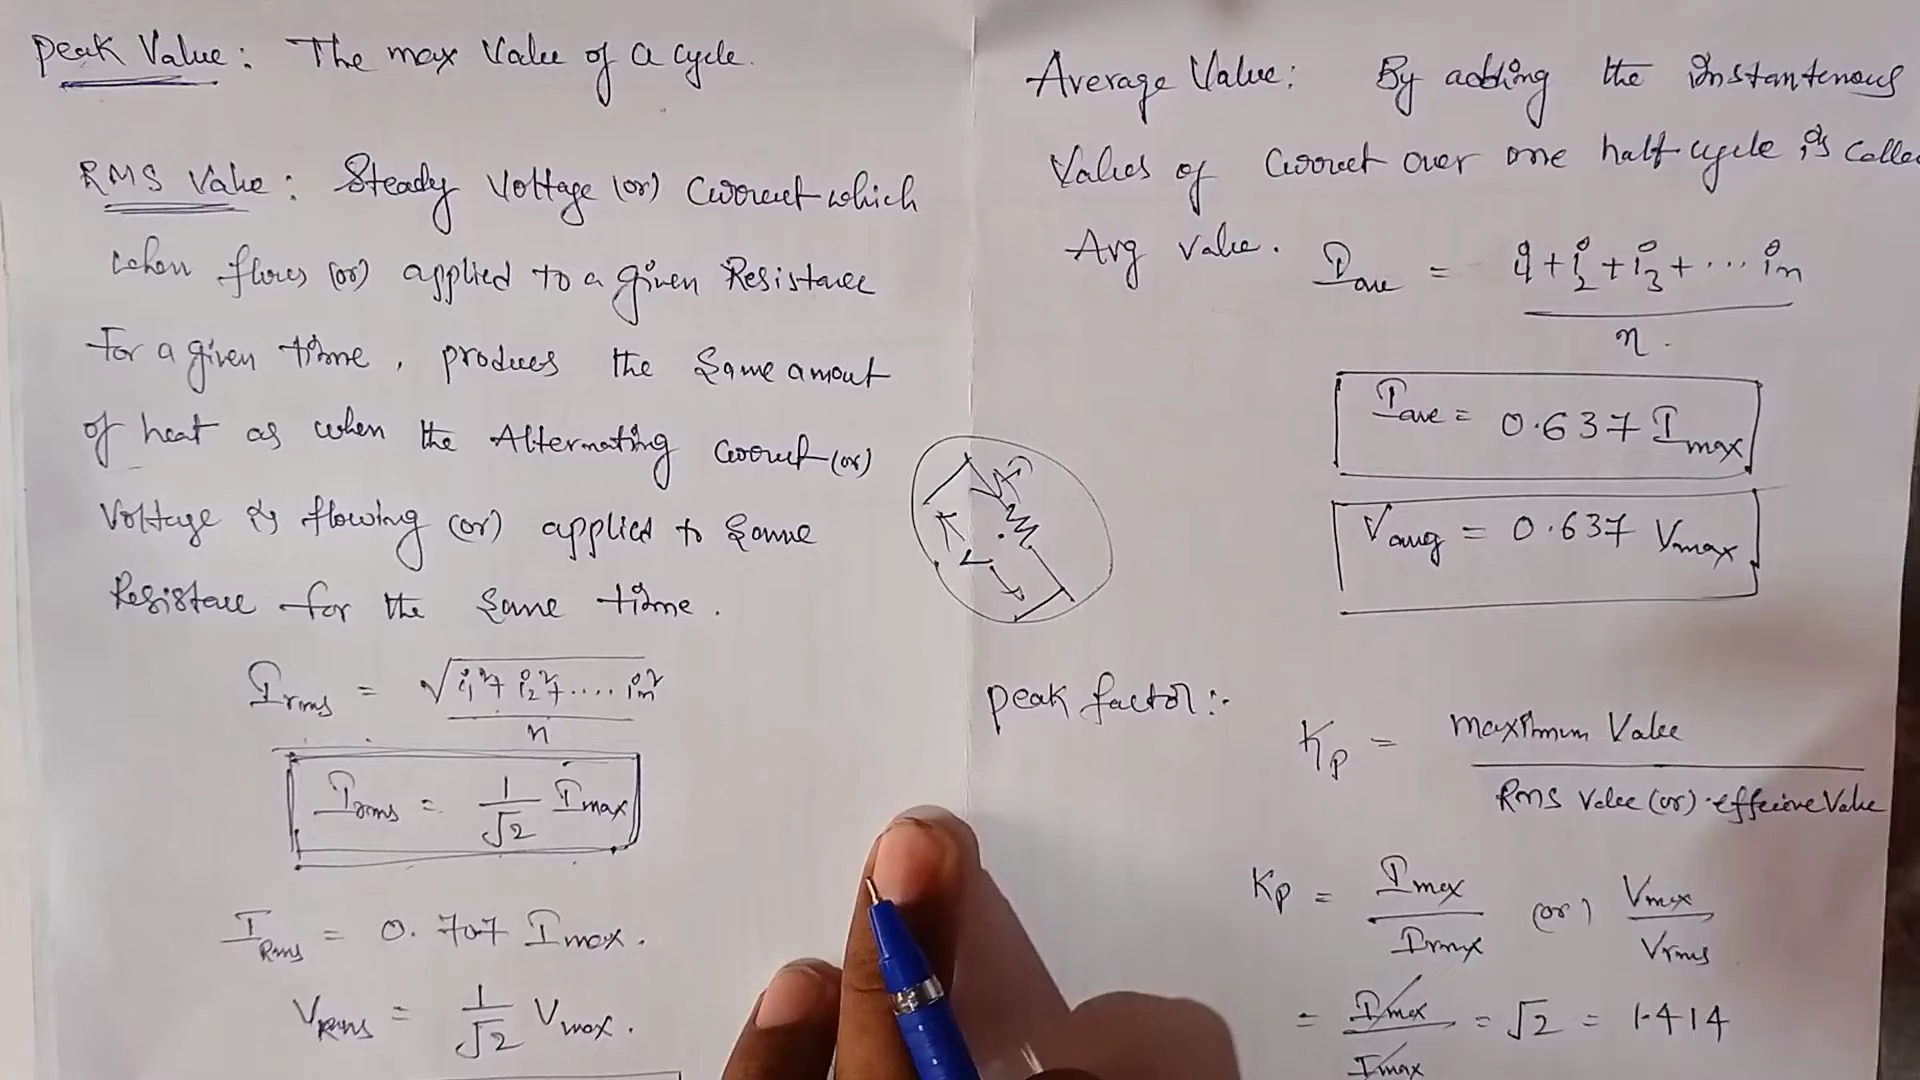 Peak Value: The max Value of a cycle.
RMS Value: Steady Voltage (or) Current which
when flows (or) applied to a given Resistance
for a given time, produces the same amout
of heat as when the Alternating current (or)
Voltage is flowing (or) applied to same
Resistace for the same time.
Irms = √i₁²+ i₂²+.... in²
n
Irms = 1/√2 Imax
IRms = 0.707 Imax.
VRms = 1/√2 Vmax.
Average Value: By adding the instantenous
Values of Current over one half cycle is called
Avg value.
Iave = i₁+i₂+i₃+...in
n.
Iave = 0.637 Imax
Vavg = 0.637 Vmax
Peak factor:-
Kp = maximum Value
Rms Value (or) effecive Value
Kp = Imax (or) Vmax
Irmx Vrms
= Imax = √2 = 1.414
Imax